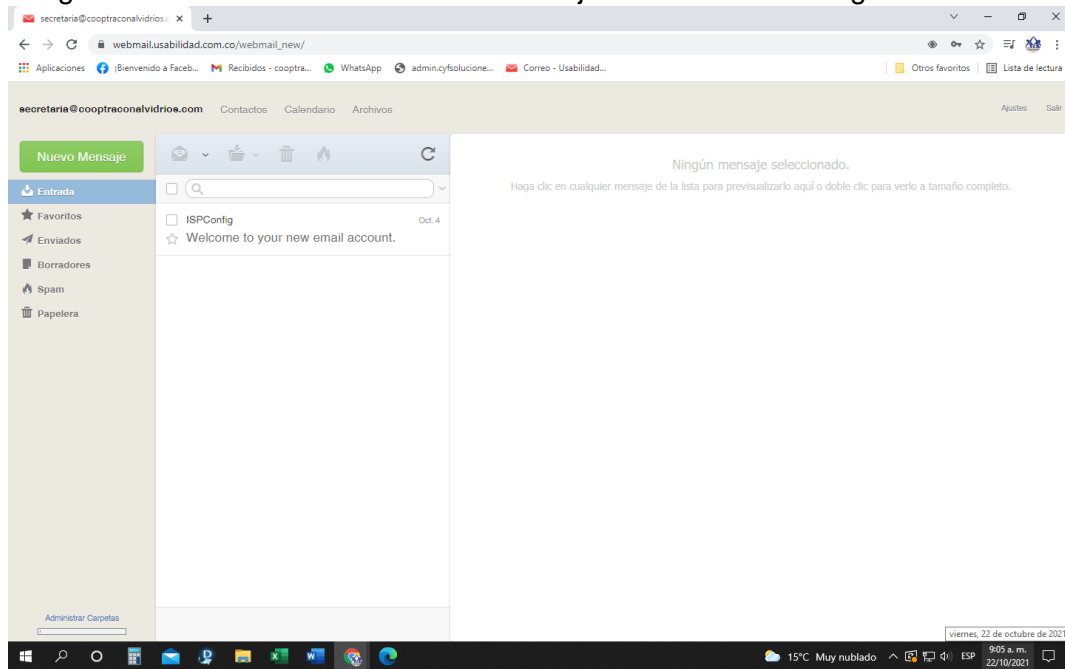 secretaria@cooptraconalvidrios.c
webmail.usabilidad.com.co/webmail_new/
Aplicaciones ¡Bienvenido a Faceb... Recibidos - cooptra... WhatsApp admin.cyfsolucione... Correo - Usabilidad... Otros favoritos Lista de lectura
secretaria@cooptraconalvidrios.com Contactos Calendario Archivos Ajustes Salir
Nuevo Mensaje
Ningún mensaje seleccionado.
Haga clic en cualquier mensaje de la lista para previsualizarlo aquí o doble clic para verlo a tamaño completo.
Entrada
Favoritos
Enviados
Borradores
Spam
Papelera
ISPConfig Oct. 4
Welcome to your new email account.
Administrar Carpetas
viernes, 22 de octubre de 2021
15°C Muy nublado ESP 9:05 a. m.
22/10/2021